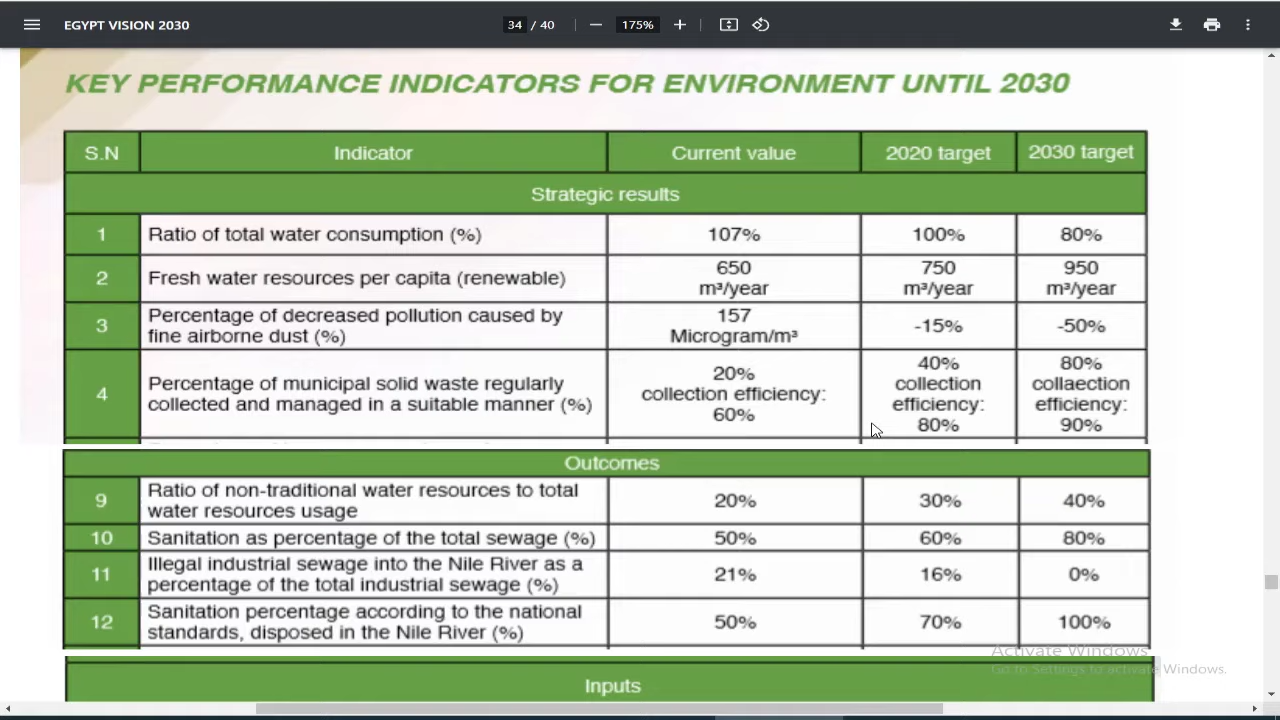 EGYPT VISION 2030
34 / 40
175%
KEY PERFORMANCE INDICATORS FOR ENVIRONMENT UNTIL 2030
S.N Indicator Current value 2020 target 2030 target
Strategic results
1 Ratio of total water consumption (%) 107% 100% 80%
2 Fresh water resources per capita (renewable) 650 m³/year 750 m³/year 950 m³/year
3 Percentage of decreased pollution caused by
fine airborne dust (%) 157 Microgram/m³ -15% -50%
4 Percentage of municipal solid waste regularly
collected and managed in a suitable manner (%)
20%
collection efficiency:
60%
40%
collection
efficiency:
80%
80%
collaection
efficiency:
90%
Outcomes
9 Ratio of non-traditional water resources to total
water resources usage 20% 30% 40%
10 Sanitation as percentage of the total sewage (%) 50% 60% 80%
11 Illegal industrial sewage into the Nile River as a
percentage of the total industrial sewage (%) 21% 16% 0%
12 Sanitation percentage according to the national
standards, disposed in the Nile River (%) 50% 70% 100%
Activate Windows
Go to Settings to activate Windows.
Inputs